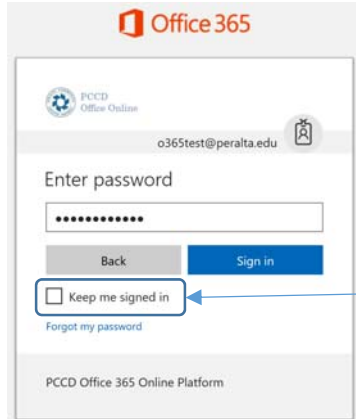 Office 365
PCCD
Office Online
o365test@peralta.edu
Enter password
••••••••••••
Back Sign in
Keep me signed in
Forgot my password
PCCD Office 365 Online Platform